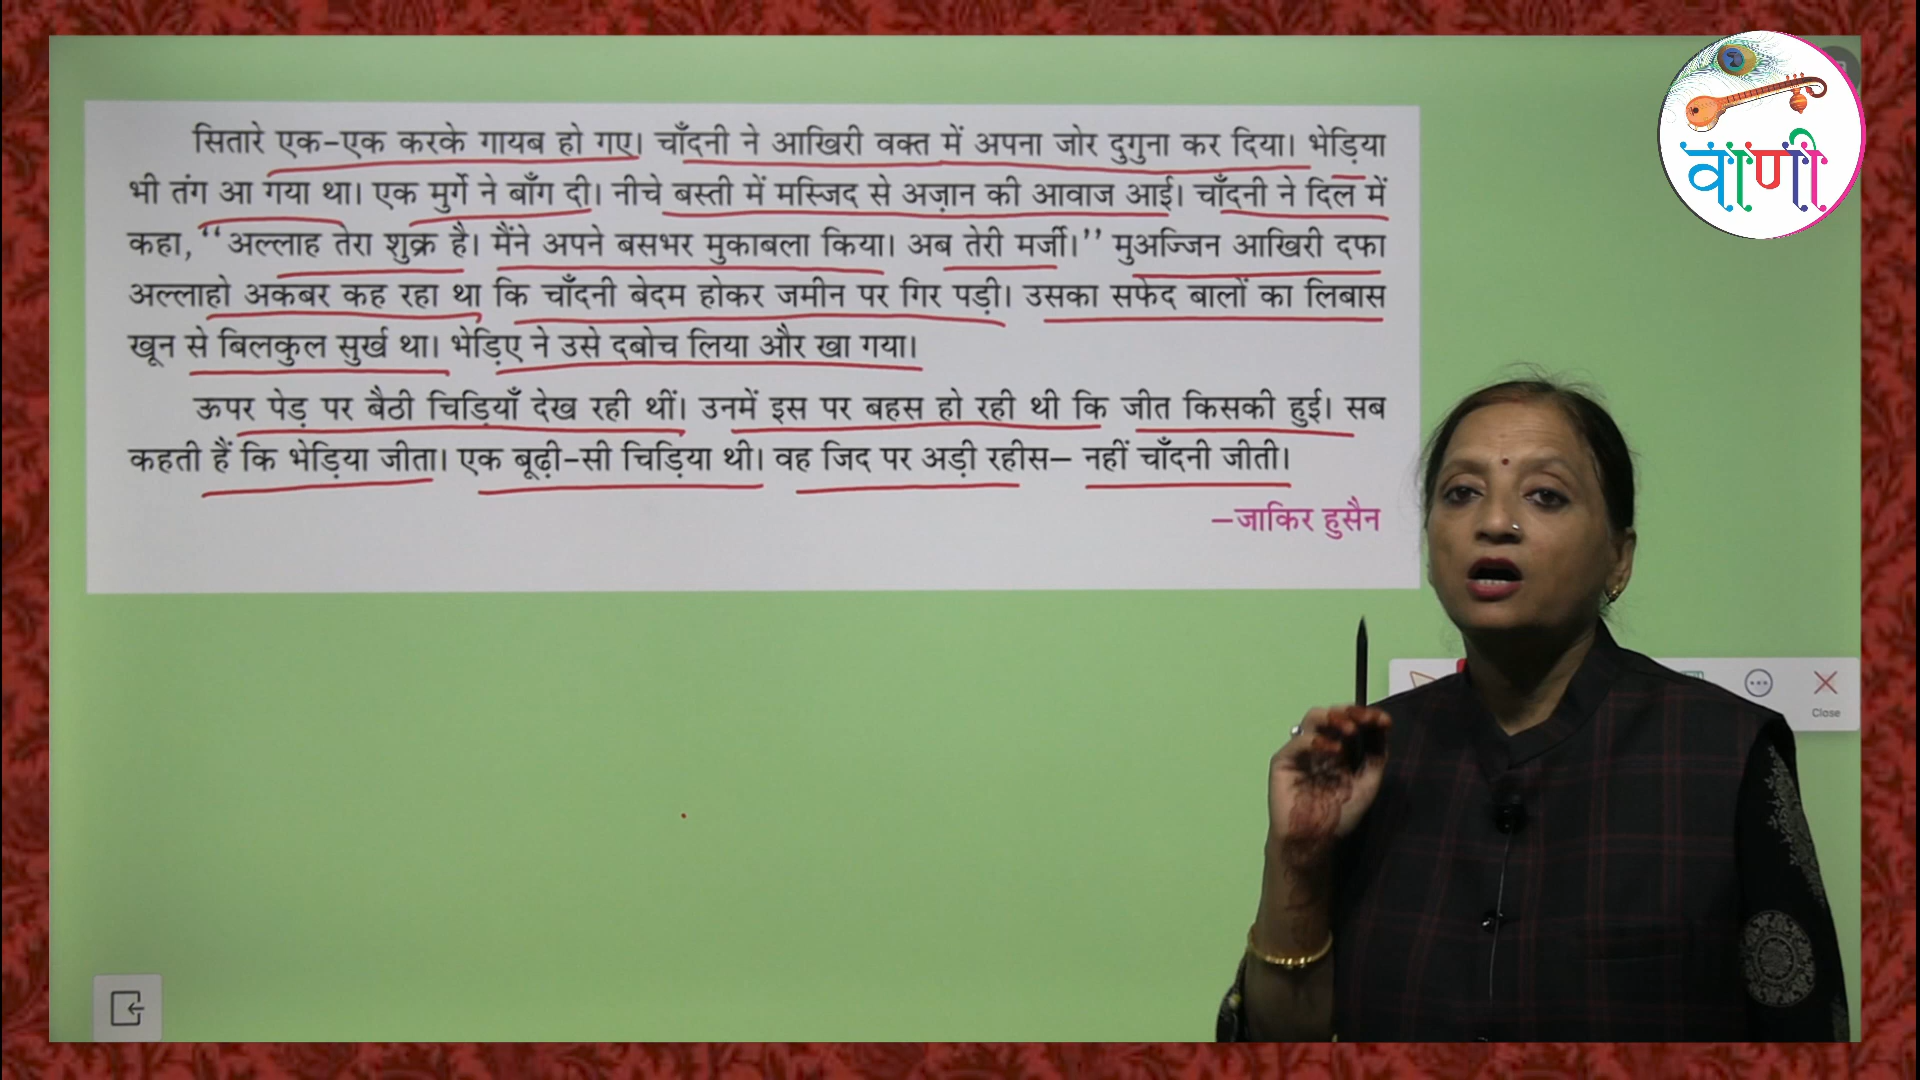 सितारे एक-एक करके गायब हो गए। चाँदनी ने आखिरी वक्त में अपना जोर दुगुना कर दिया। भेड़िया
भी तंग आ गया था। एक मुर्गे ने बाँग दी। नीचे बस्ती में मस्जिद से अज़ान की आवाज आई। चाँदनी ने दिल में
कहा, ‘‘अल्लाह तेरा शुक्र है। मैंने अपने बसभर मुकाबला किया। अब तेरी मर्जी।’’ मुअज्जिन आखिरी दफा
अल्लाहो अकबर कह रहा था कि चाँदनी बेदम होकर जमीन पर गिर पड़ी। उसका सफेद बालों का लिबास
खून से बिलकुल सुर्ख था। भेड़िए ने उसे दबोच लिया और खा गया।
ऊपर पेड़ पर बैठी चिड़ियाँ देख रही थीं। उनमें इस पर बहस हो रही थी कि जीत किसकी हुई। सब
कहती हैं कि भेड़िया जीता। एक बूढ़ी-सी चिड़िया थी। वह जिद पर अड़ी रहीस– नहीं चाँदनी जीती।
–जाकिर हुसैन
वाणी
Close